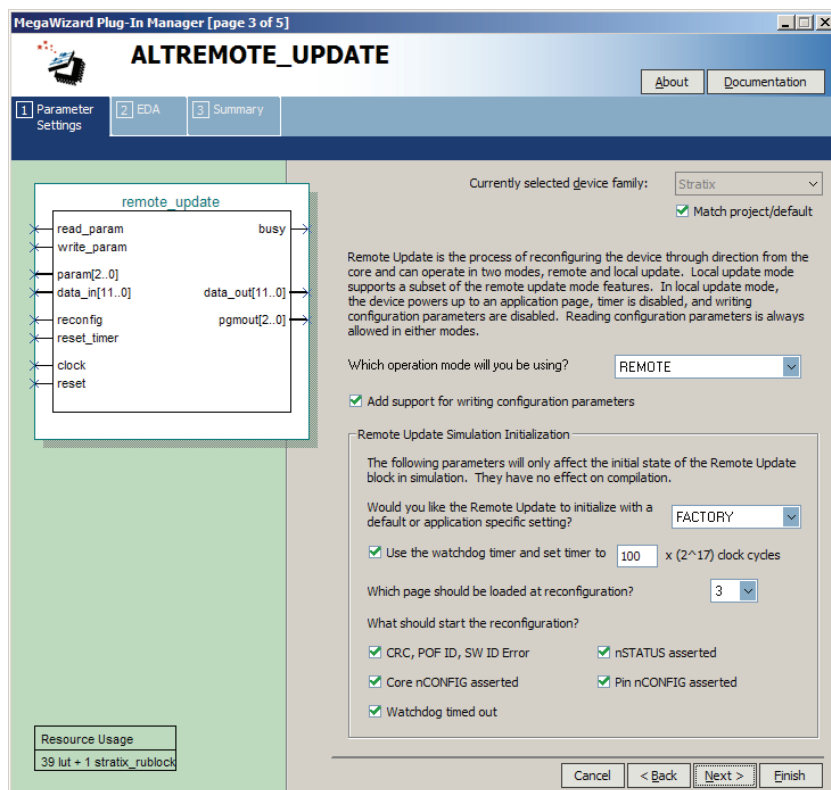 MegaWizard Plug-In Manager [page 3 of 5]
ALTREMOTE_UPDATE
About
Documentation
1 Parameter Settings
2 EDA
3 Summary
Currently selected device family:
Stratix
Match project/default
remote_update
read_param
busy
write_param
param[2..0]
data_in[11..0]
data_out[11..0]
reconfig
pgmout[2..0]
reset_timer
clock
reset
Remote Update is the process of reconfiguring the device through direction from the
core and can operate in two modes, remote and local update. Local update mode
supports a subset of the remote update mode features. In local update mode,
the device powers up to an application page, timer is disabled, and writing
configuration parameters are disabled. Reading configuration parameters is always
allowed in either modes.
Which operation mode will you be using?
REMOTE
Add support for writing configuration parameters
Remote Update Simulation Initialization
The following parameters will only affect the initial state of the Remote Update
block in simulation. They have no effect on compilation.
Would you like the Remote Update to initialize with a
default or application specific setting?
FACTORY
Use the watchdog timer and set timer to
100
x (2^17) clock cycles
Which page should be loaded at reconfiguration?
3
What should start the reconfiguration?
CRC, POF ID, SW ID Error
nSTATUS asserted
Core nCONFIG asserted
Pin nCONFIG asserted
Watchdog timed out
Resource Usage
39 lut + 1 stratix_rublock
Cancel
< Back
Next >
Finish